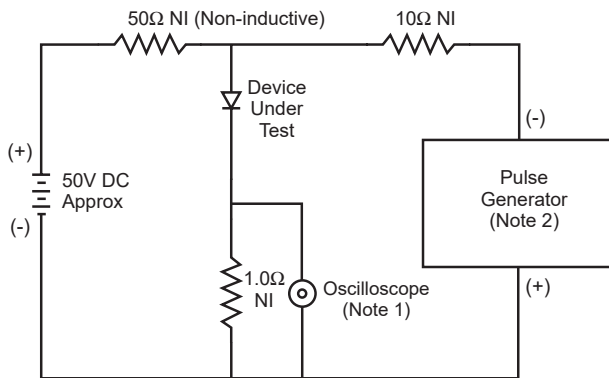 50Ω NI (Non-inductive)
10Ω NI
Device
Under
Test
(+)
50V DC
Approx
(-)
(-)
Pulse
Generator
(Note 2)
(+)
1.0Ω
NI
Oscilloscope
(Note 1)